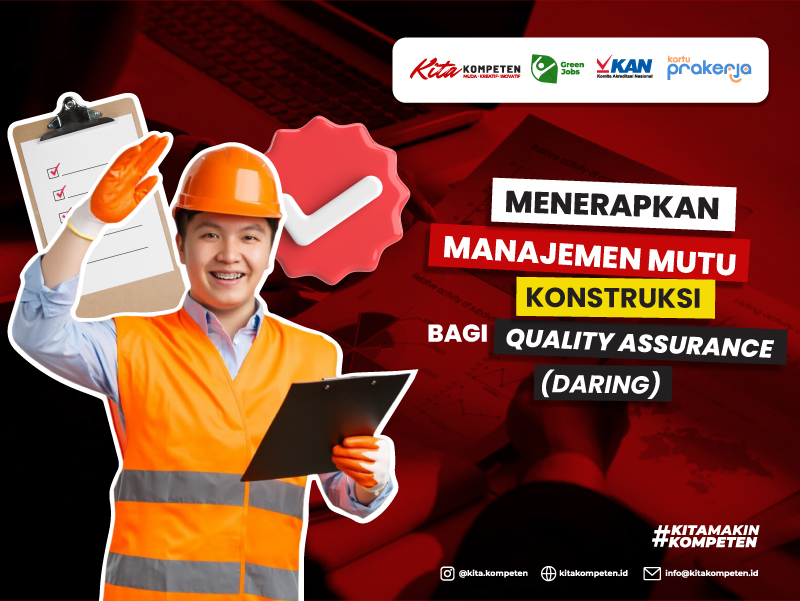 Kita KOMPETEN
MUDA - KREATIF - INOVATIF
Green
Jobs
KAN
Komite Akreditasi Nasional
kartu
prakerja
MENERAPKAN
MANAJEMEN MUTU
KONSTRUKSI
BAGI QUALITY ASSURANCE
(DARING)
#KITAMAKIN
KOMPETEN
@kita.kompeten kitakompeten.id info@kitakompeten.id